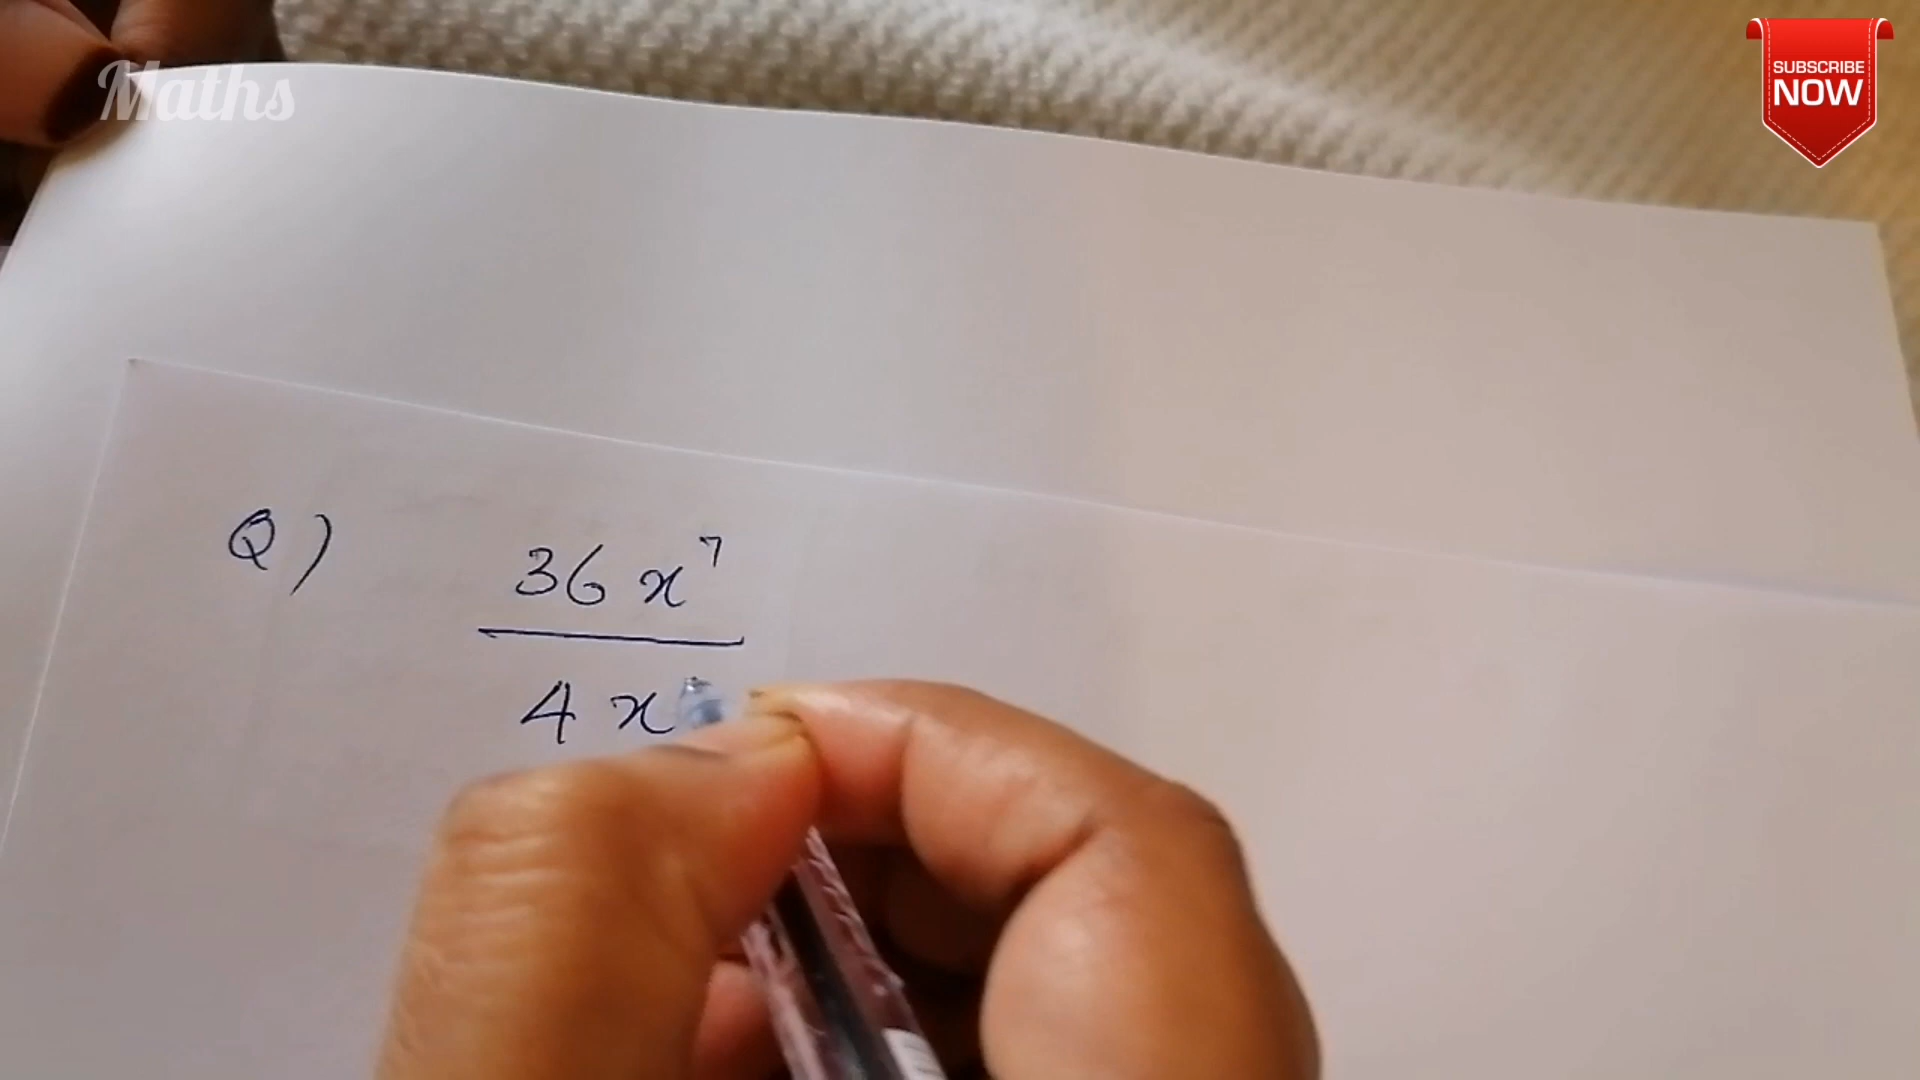 Maths
SUBSCRIBE
NOW
Q) 36x⁷
4x